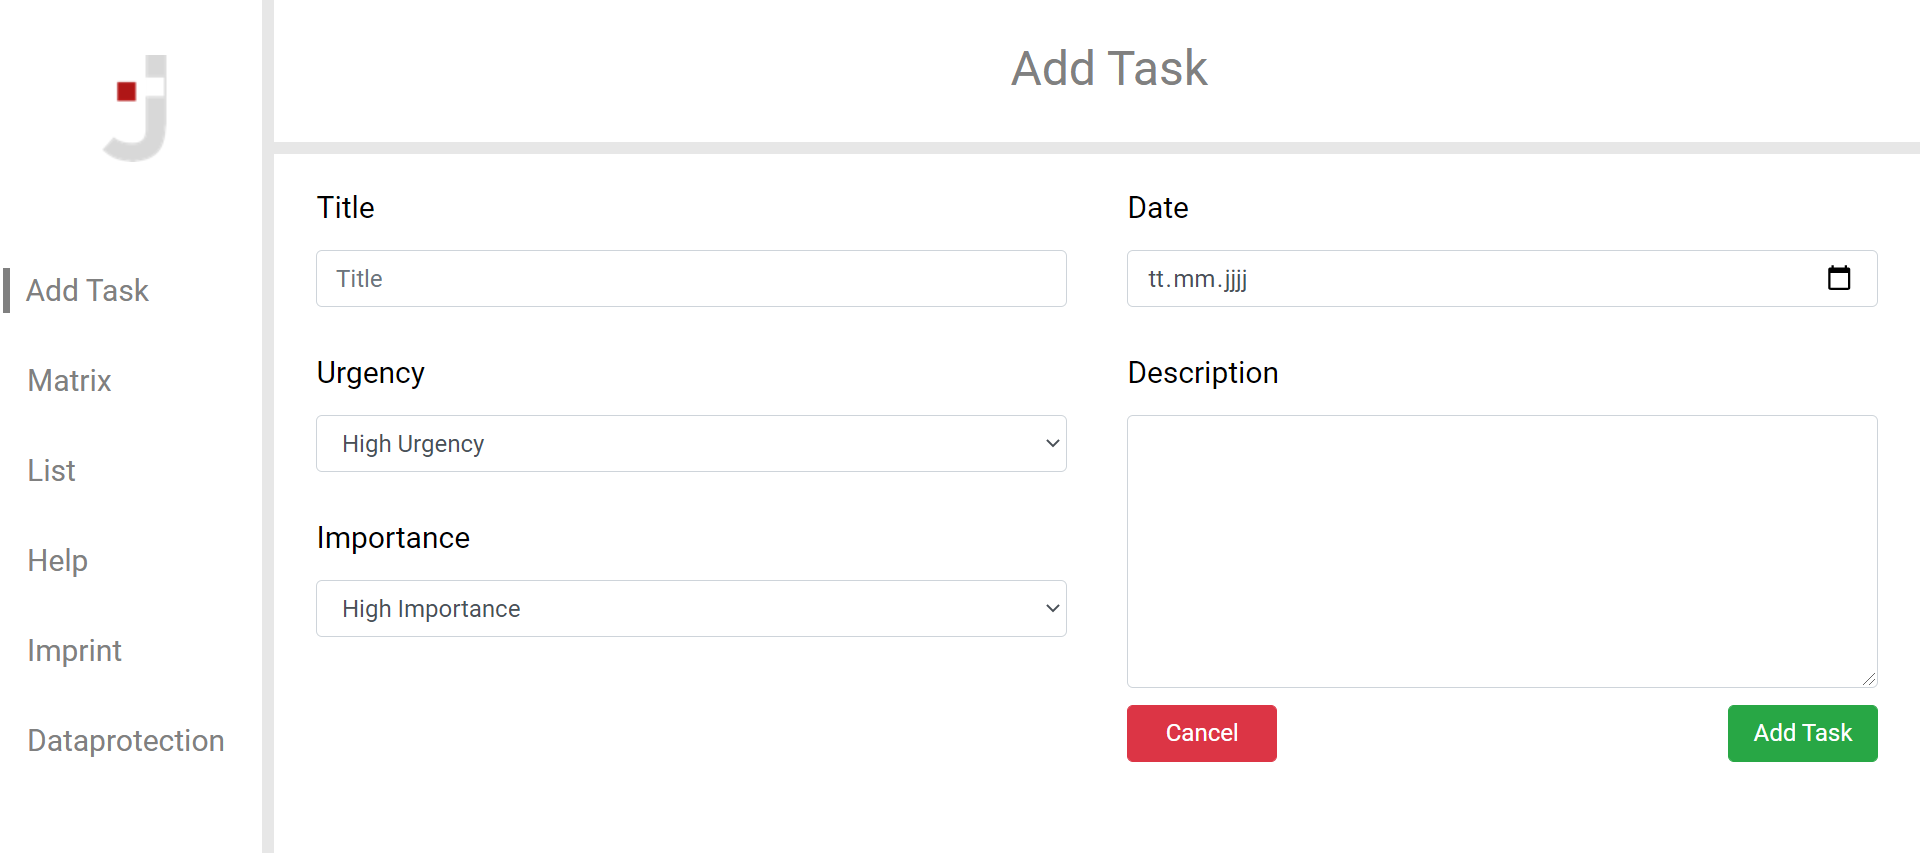 Add Task
Add Task
Matrix
List
Help
Imprint
Dataprotection
Title
Title
Urgency
High Urgency
Importance
High Importance
Date
tt.mm.jjjj
Description
Cancel
Add Task